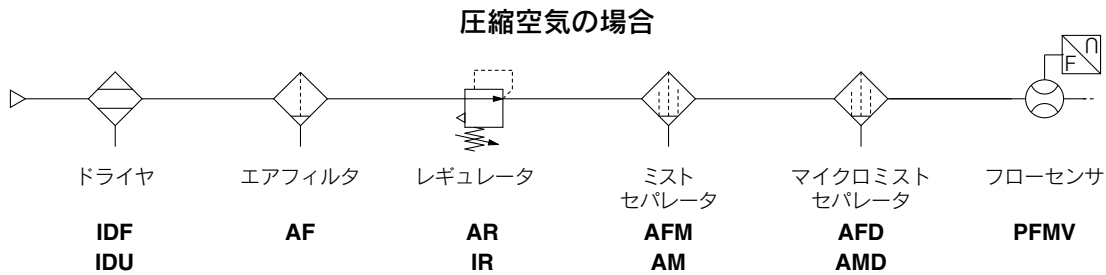 圧縮空気の場合
F
ドライヤ
エアフィルタ
レギュレータ
ミスト
セパレータ
マイクロミスト
セパレータ
フローセンサ
IDF
IDU
AF
AR
IR
AFM
AM
AFD
AMD
PFMV